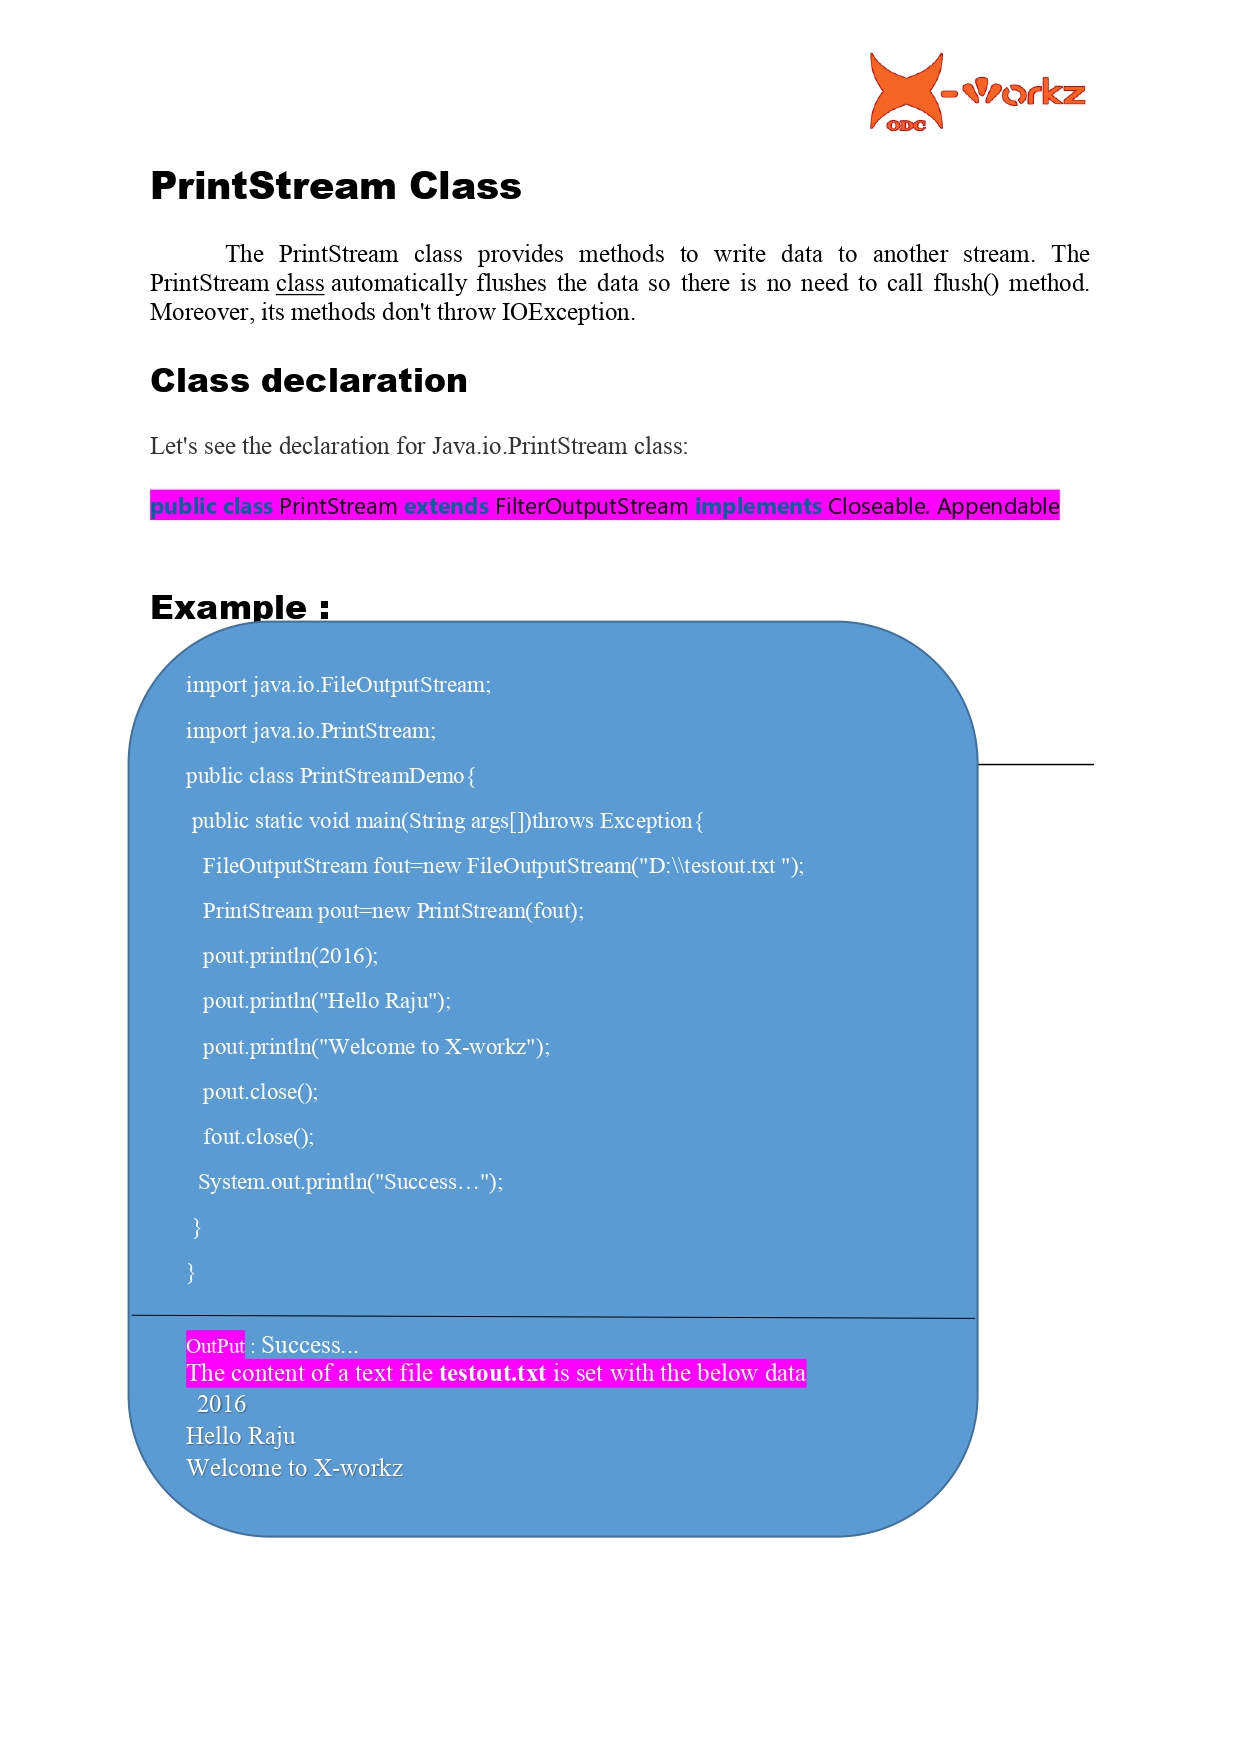 X-workz
ODC
PrintStream Class
The PrintStream class provides methods to write data to another stream. The
PrintStream class automatically flushes the data so there is no need to call flush() method.
Moreover, its methods don't throw IOException.
Class declaration
Let's see the declaration for Java.io.PrintStream class:
public class PrintStream extends FilterOutputStream implements Closeable. Appendable
Example :
import java.io.FileOutputStream;
import java.io.PrintStream;
public class PrintStreamDemo{
public static void main(String args[])throws Exception{
FileOutputStream fout=new FileOutputStream("D:\\testout.txt ");
PrintStream pout=new PrintStream(fout);
pout.println(2016);
pout.println("Hello Raju");
pout.println("Welcome to X-workz");
pout.close();
fout.close();
System.out.println("Success…");
}
}
OutPut : Success...
The content of a text file testout.txt is set with the below data
2016
Hello Raju
Welcome to X-workz